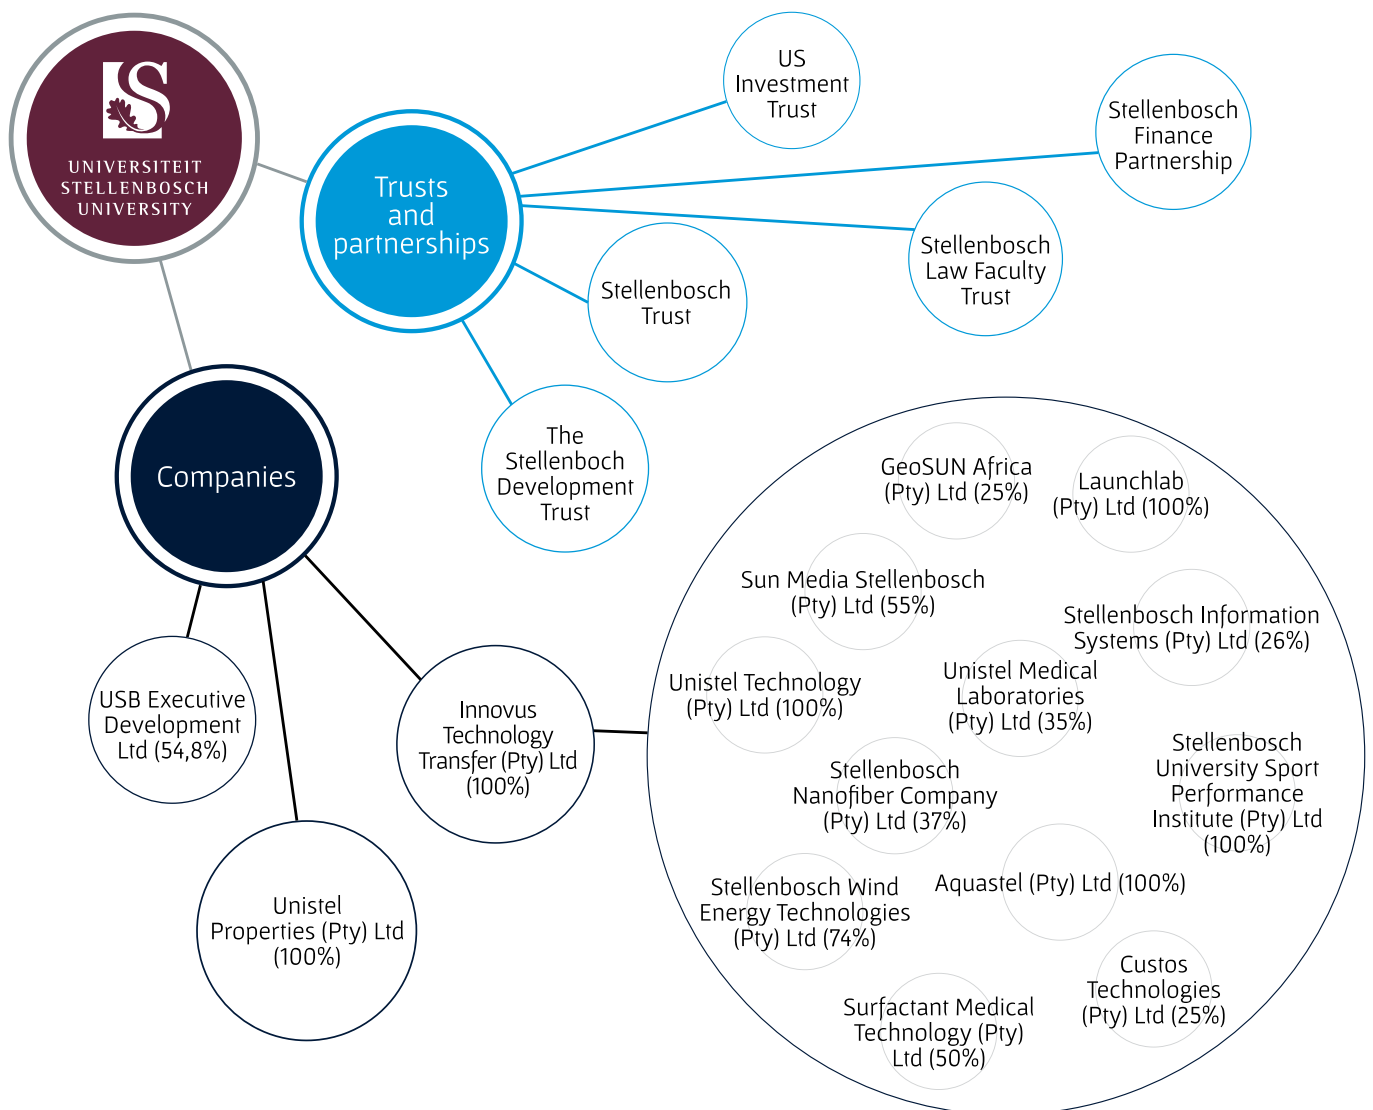 UNIVERSITEIT
STELLENBOSCH
UNIVERSITY
Trusts
and
partnerships
US
Investment
Trust
Stellenbosch
Finance
Partnership
Stellenbosch
Law Faculty
Trust
Stellenbosch
Trust
The
Stellenboch
Development
Trust
Companies
USB Executive
Development
Ltd (54,8%)
Unistel
Properties (Pty) Ltd
(100%)
Innovus
Technology
Transfer (Pty) Ltd
(100%)
GeoSUN Africa
(Pty) Ltd (25%)
Launchlab
(Pty) Ltd (100%)
Sun Media Stellenbosch
(Pty) Ltd (55%)
Stellenbosch Information
Systems (Pty) Ltd (26%)
Unistel Technology
(Pty) Ltd (100%)
Unistel Medical
Laboratories
(Pty) Ltd (35%)
Stellenbosch
Nanofiber Company
(Pty) Ltd (37%)
Stellenbosch
University Sport
Performance
Institute (Pty) Ltd
(100%)
Stellenbosch Wind
Energy Technologies
(Pty) Ltd (74%)
Aquastel (Pty) Ltd (100%)
Custos
Technologies
(Pty) Ltd (25%)
Surfactant Medical
Technology (Pty)
Ltd (50%)